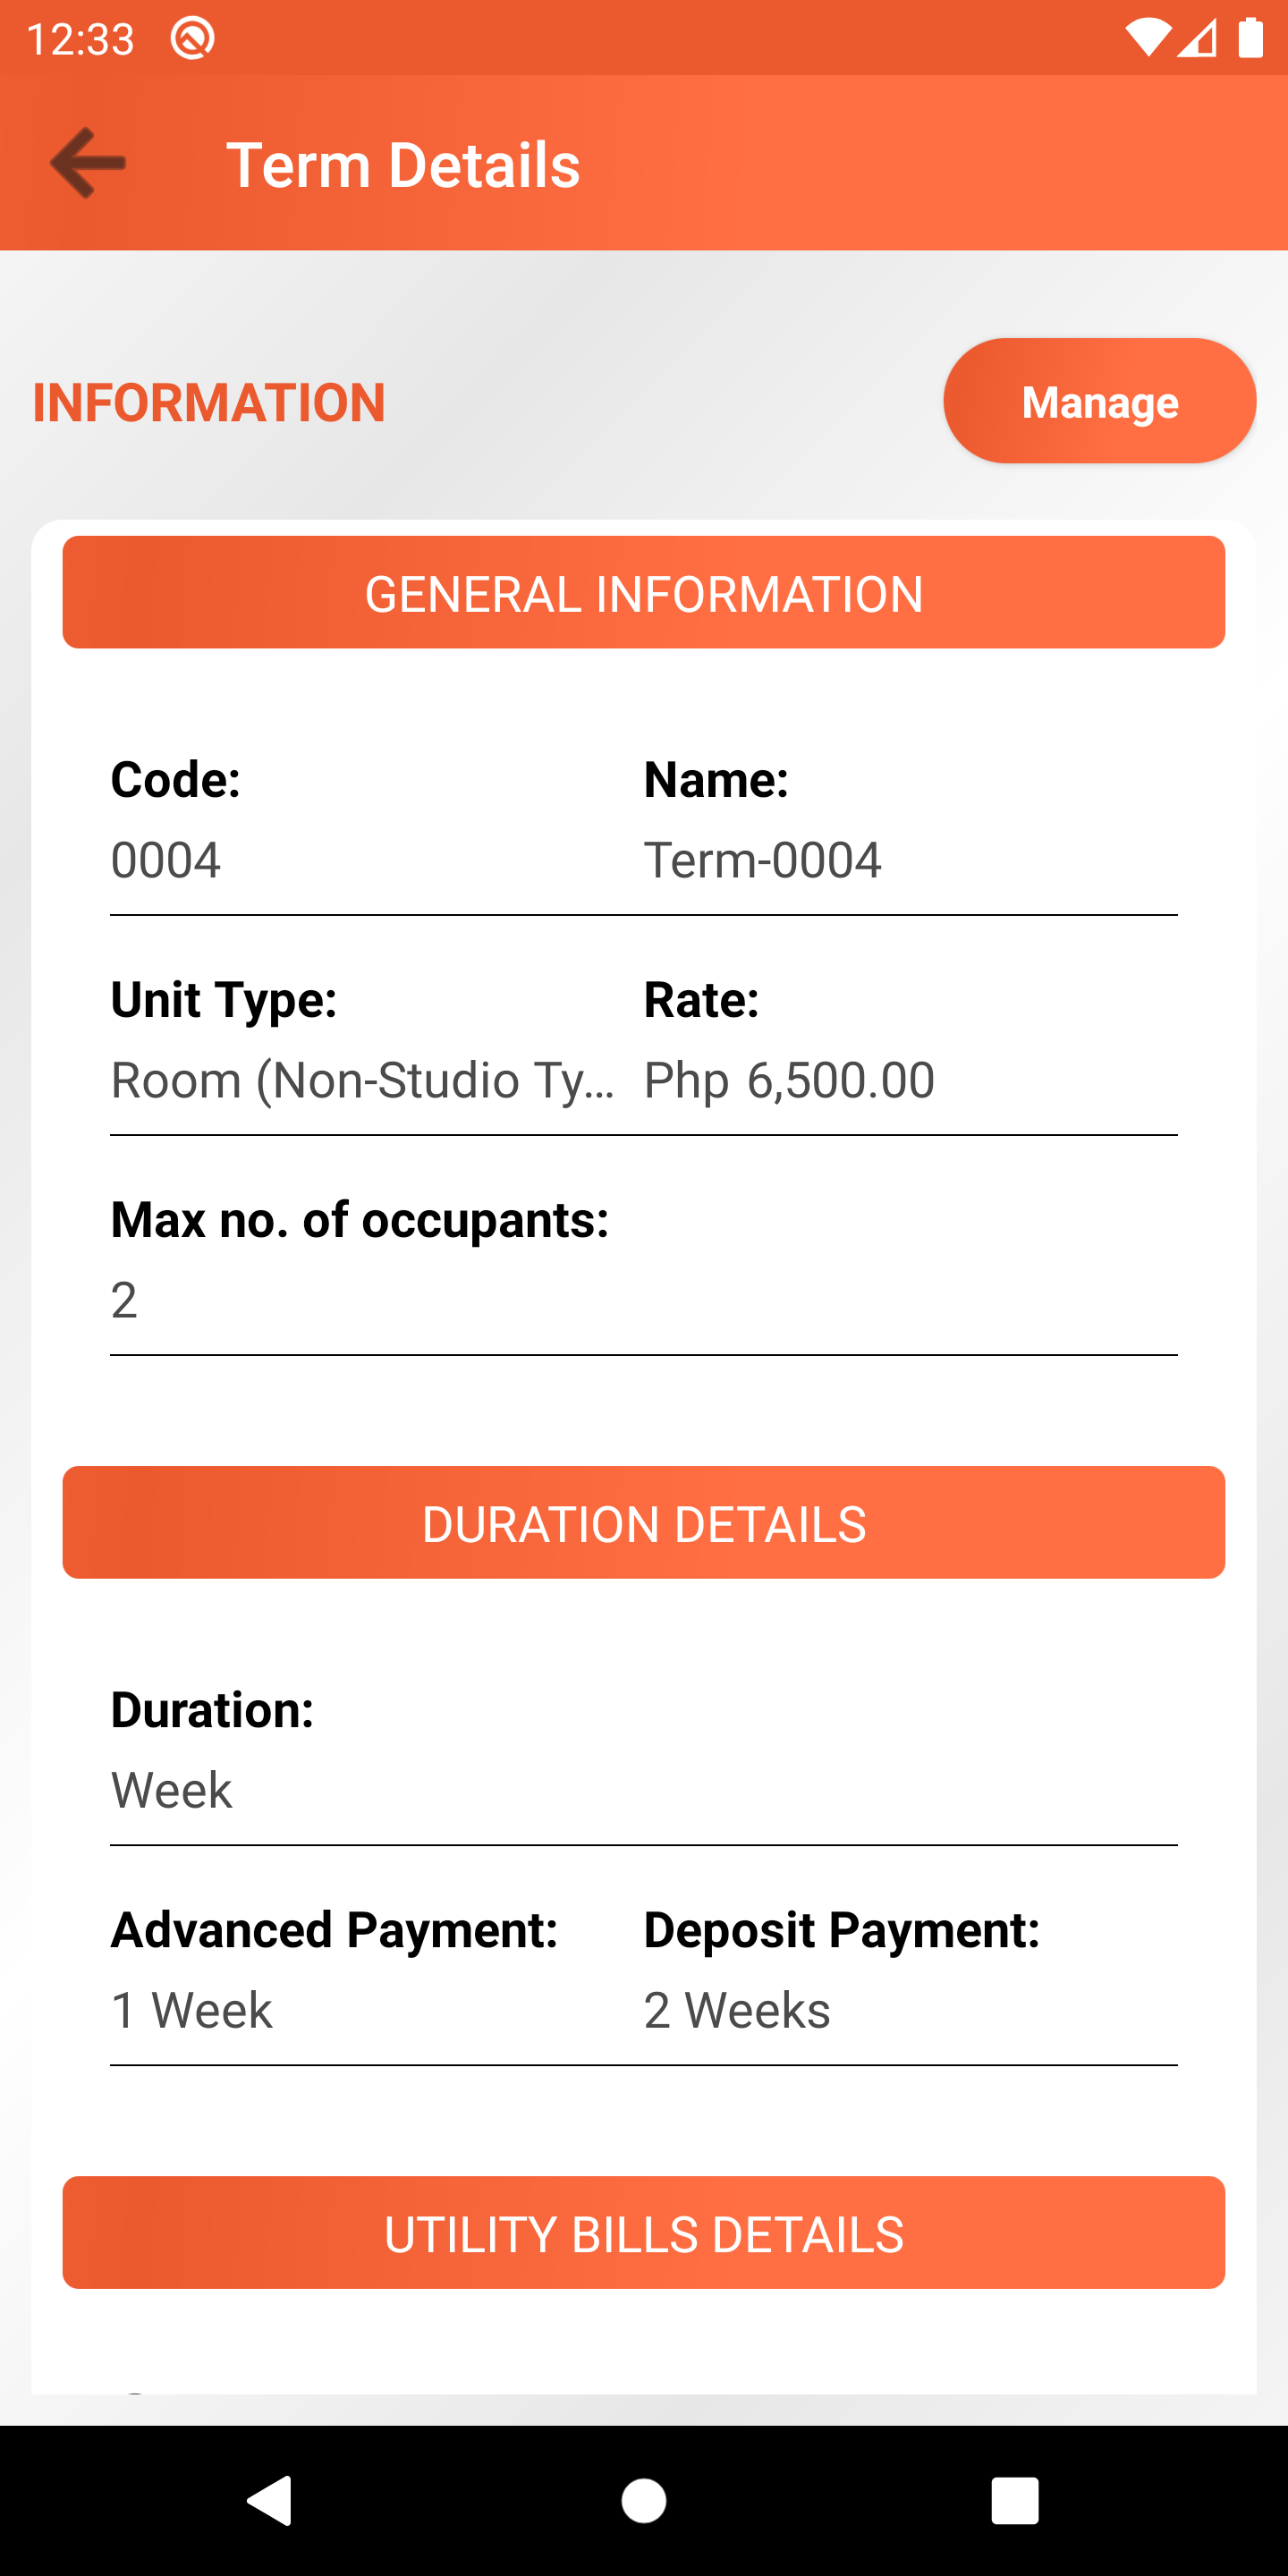 12:33
Term Details
INFORMATION
Manage
GENERAL INFORMATION
Code: Name:
0004 Term-0004
Unit Type: Rate:
Room (Non-Studio Ty... Php 6,500.00
Max no. of occupants:
2
DURATION DETAILS
Duration:
Week
Advanced Payment: Deposit Payment:
1 Week 2 Weeks
UTILITY BILLS DETAILS